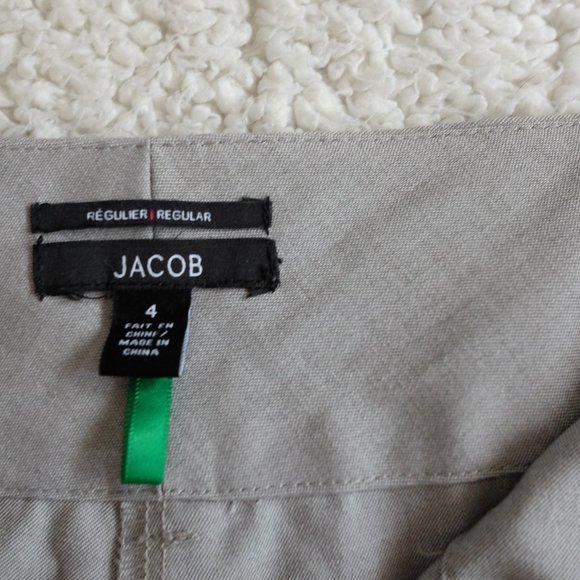 RÉGULIER | REGULAR
JACOB
4
FAIT EN
CHINE/
MADE IN
CHINA